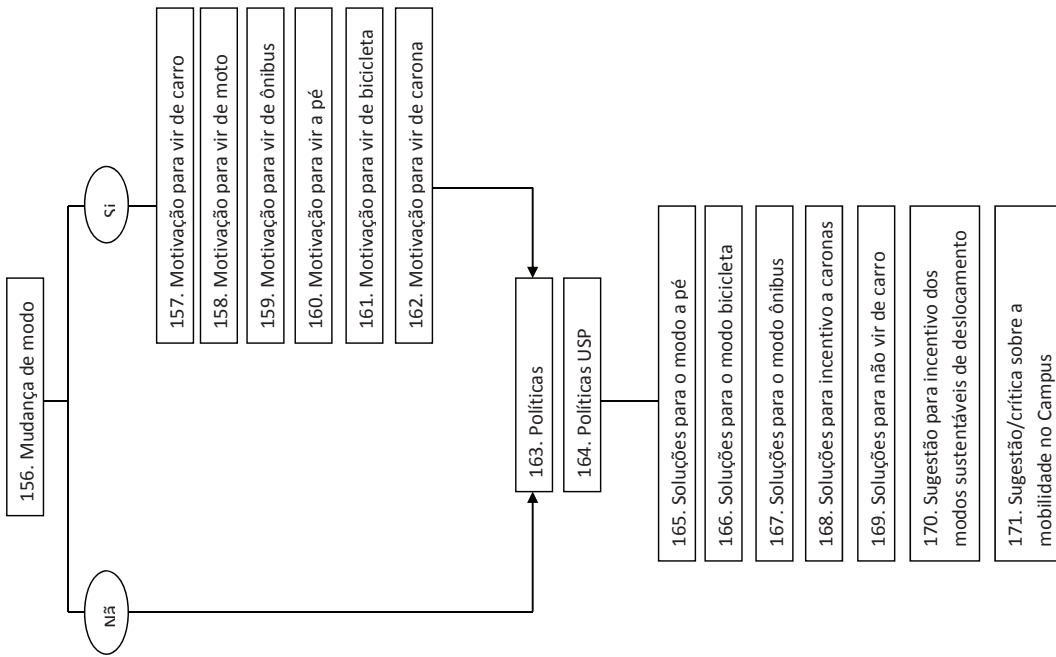 156. Mudança de modo
Nã
Si
157. Motivação para vir de carro
158. Motivação para vir de moto
159. Motivação para vir de ônibus
160. Motivação para vir a pé
161. Motivação para vir de bicicleta
162. Motivação para vir de carona
163. Políticas
164. Políticas USP
165. Soluções para o modo a pé
166. Soluções para o modo bicicleta
167. Soluções para o modo ônibus
168. Soluções para incentivo a caronas
169. Soluções para não vir de carro
170. Sugestão para incentivo dos
modos sustentáveis de deslocamento
171. Sugestão/crítica sobre a
mobilidade no Campus